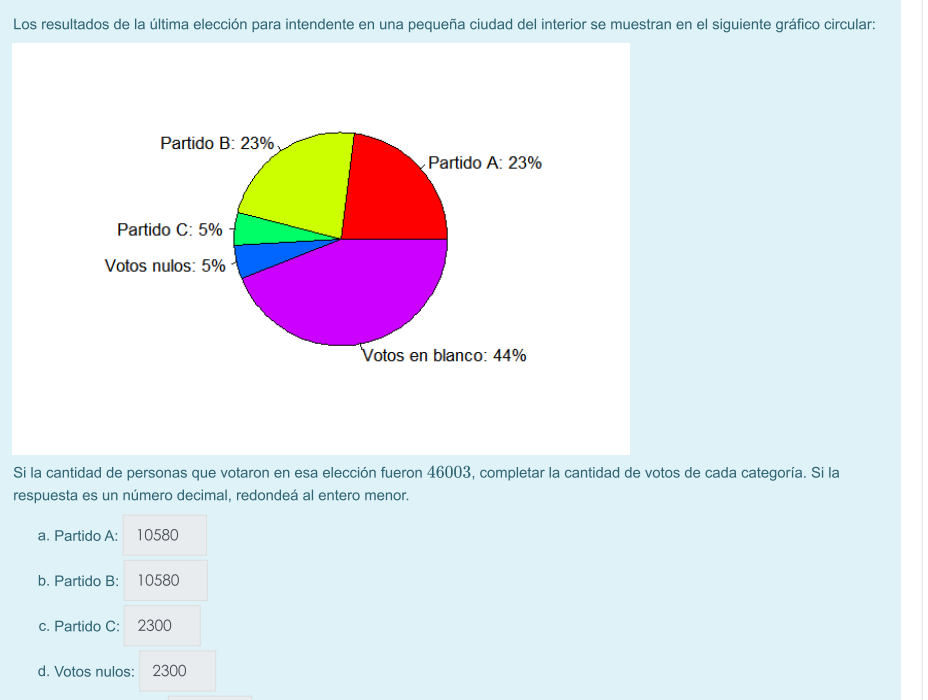 Los resultados de la última elección para intendente en una pequeña ciudad del interior se muestran en el siguiente gráfico circular:
Partido B: 23%
Partido A: 23%
Partido C: 5%
Votos nulos: 5%
Votos en blanco: 44%
Si la cantidad de personas que votaron en esa elección fueron 46003, completar la cantidad de votos de cada categoría. Si la
respuesta es un número decimal, redondeá al entero menor.
a. Partido A: 10580
b. Partido B: 10580
c. Partido C: 2300
d. Votos nulos: 2300